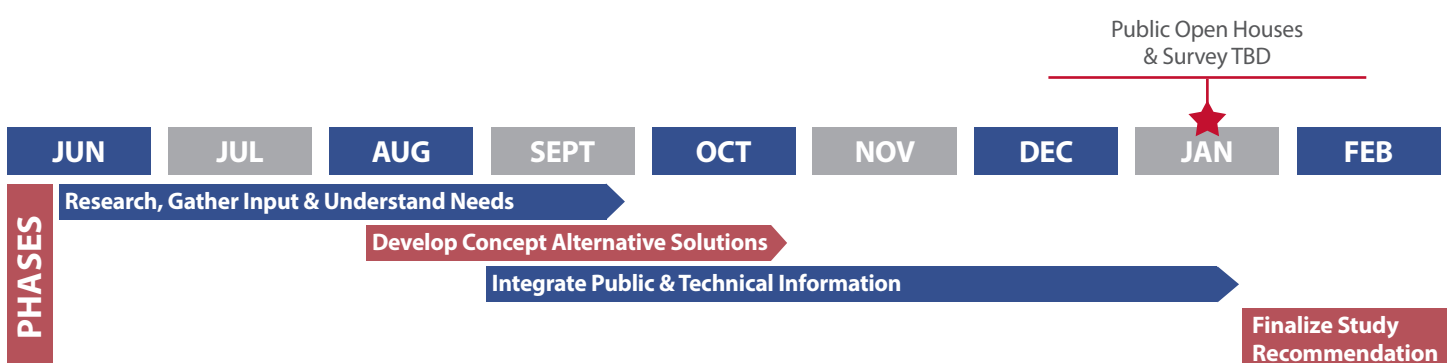 Public Open Houses
& Survey TBD
JUN JUL AUG SEPT OCT NOV DEC JAN FEB
PHASES
Research, Gather Input & Understand Needs
Develop Concept Alternative Solutions
Integrate Public & Technical Information
Finalize Study
Recommendation